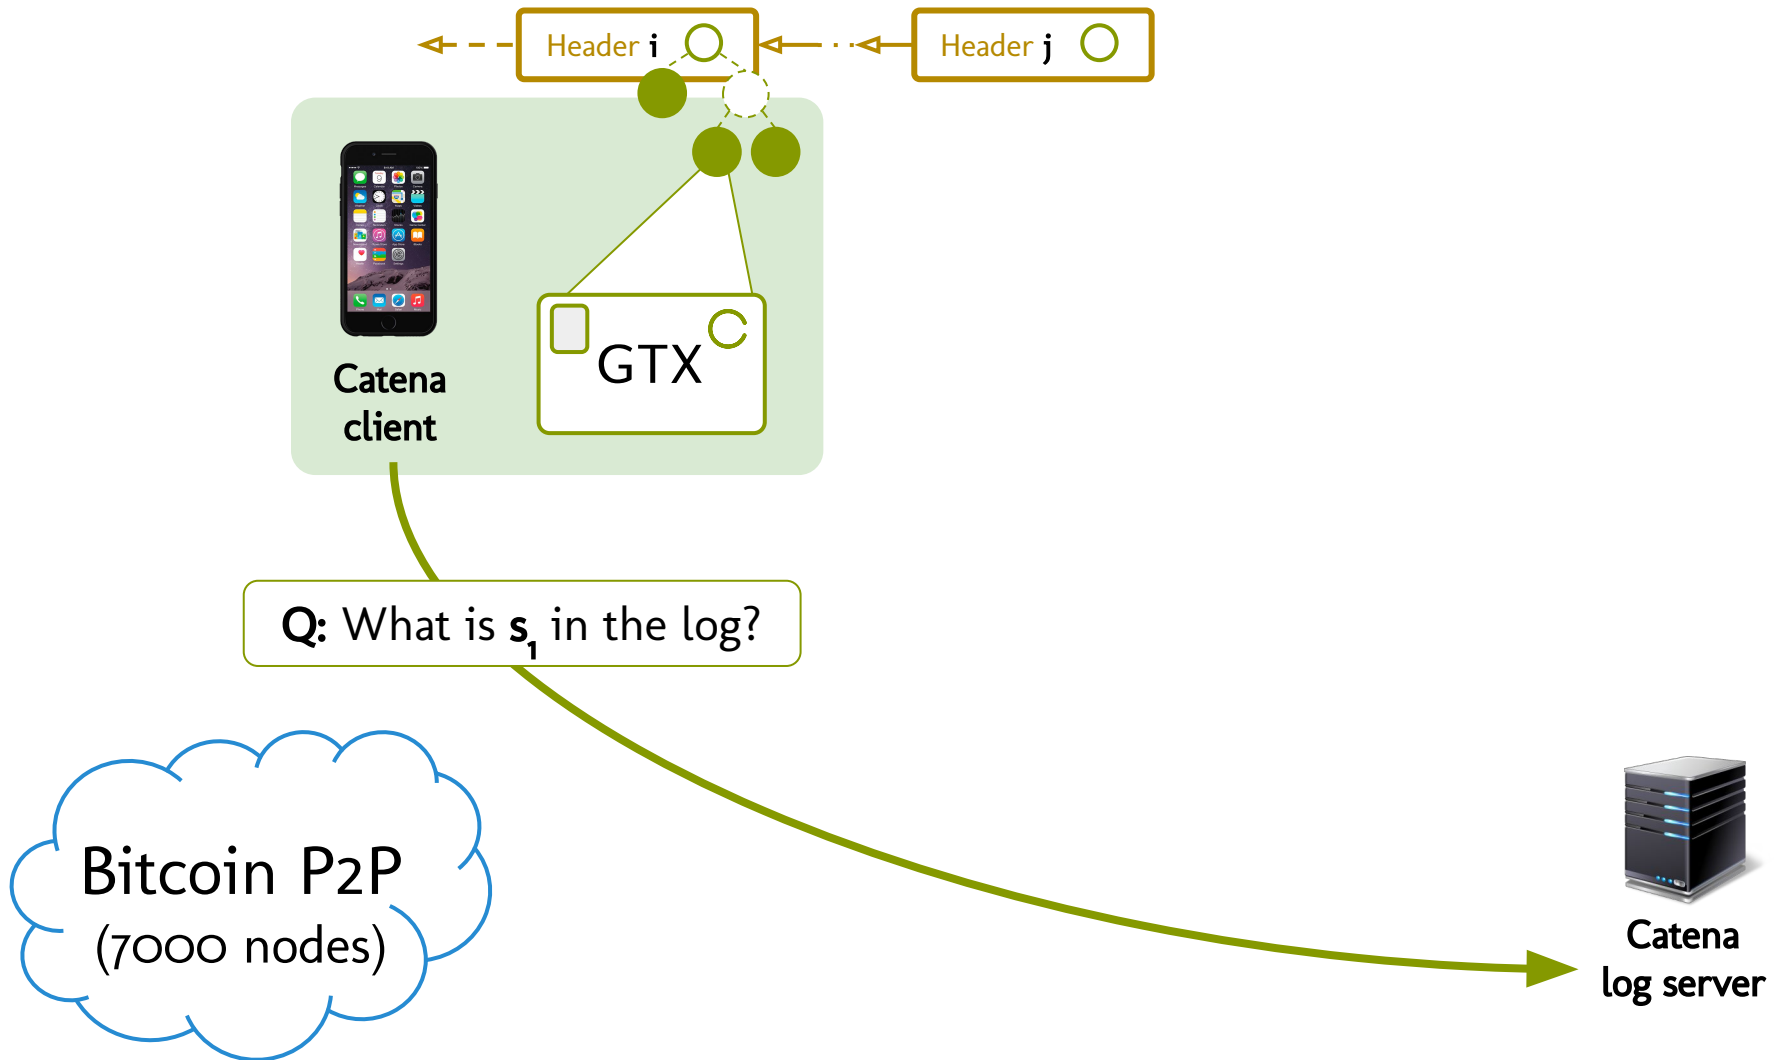 Header i
Header j
Catena
client
GTX
Q: What is s₁ in the log?
Bitcoin P2P
(7000 nodes)
Catena
log server